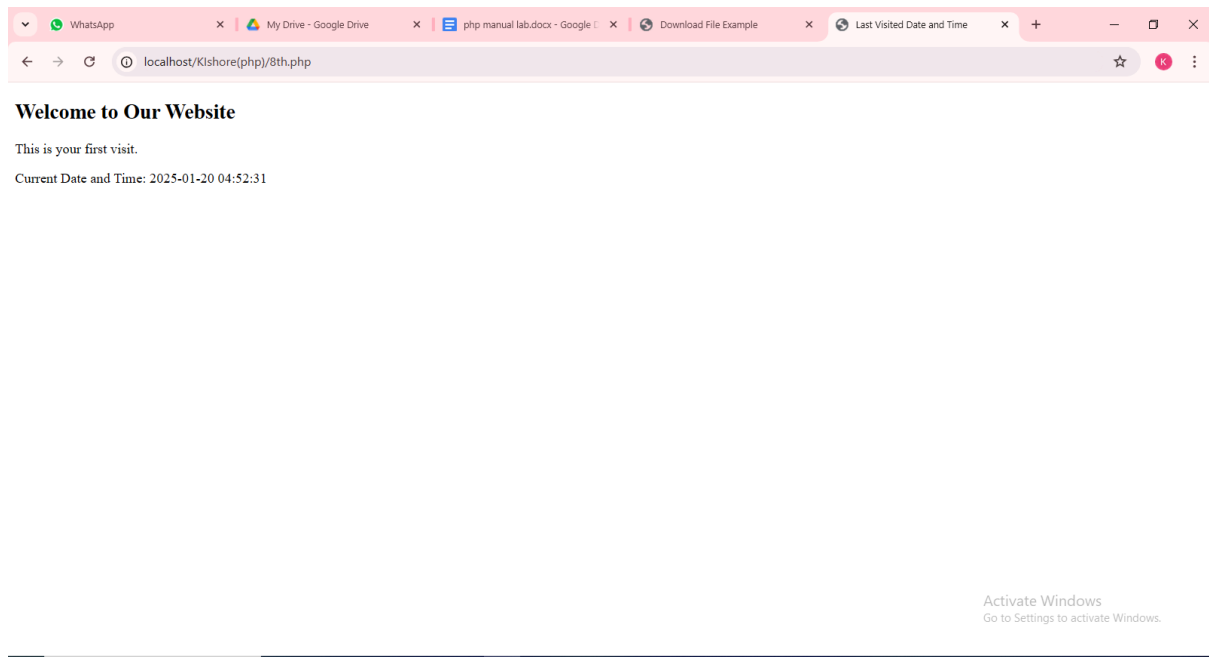 WhatsApp
My Drive - Google Drive
php manual lab.docx - Google D
Download File Example
Last Visited Date and Time
localhost/KIshore(php)/8th.php
K
Welcome to Our Website
This is your first visit.
Current Date and Time: 2025-01-20 04:52:31
Activate Windows
Go to Settings to activate Windows.